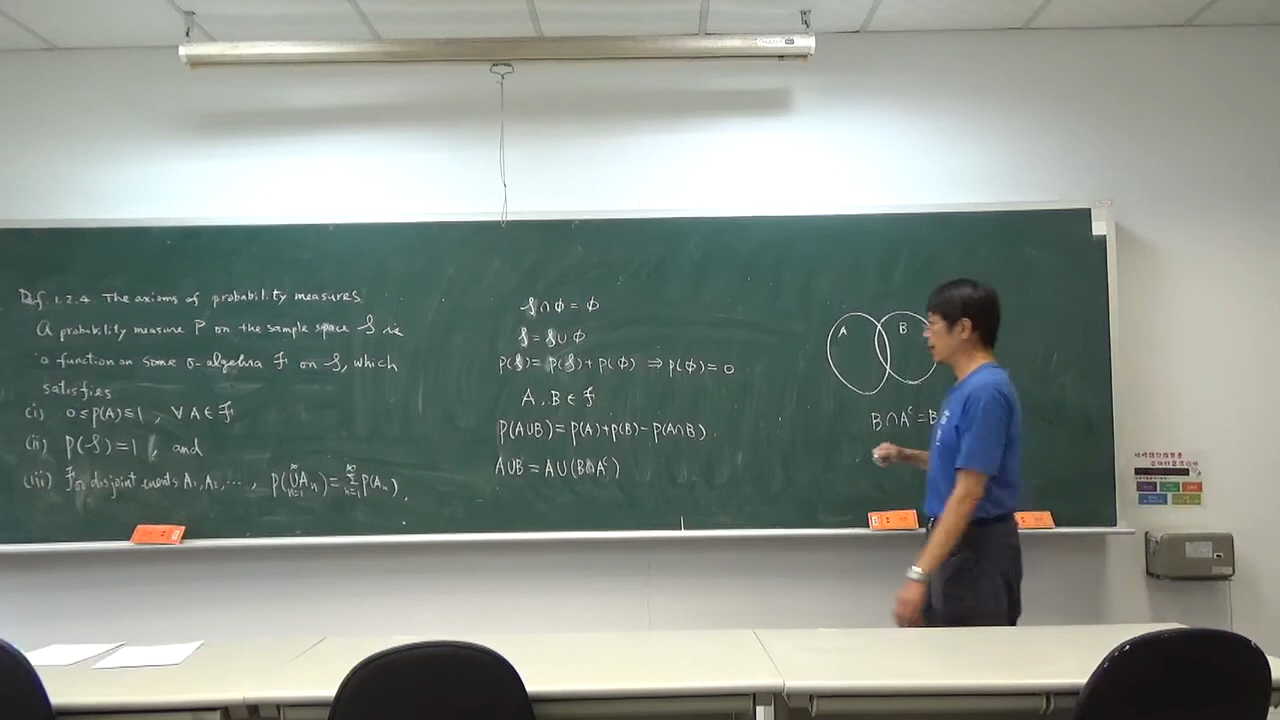 Def. 1.2.4 The axioms of probability measures
A probability measure P on the sample space 𝒮 is
a function on some σ-algebra ℱ on 𝒮, which
satisfies
(i) 0 ≤ P(A) ≤ 1, ∀ A ∈ ℱ
(ii) P(𝒮) = 1, and
(iii) For disjoint events A₁, A₂, ⋯, P(⋃_{n=1}^∞ Aₙ) = ∑_{n=1}^∞ P(Aₙ).
𝒮 ∩ ϕ = ϕ
𝒮 = 𝒮 ∪ ϕ
P(𝒮) = P(𝒮) + P(ϕ) ⇒ P(ϕ) = 0
A, B ∈ ℱ
P(A∪B) = P(A) + P(B) - P(A∩B).
A∪B = A∪(B∩Aᶜ)
A B
B∩Aᶜ = B